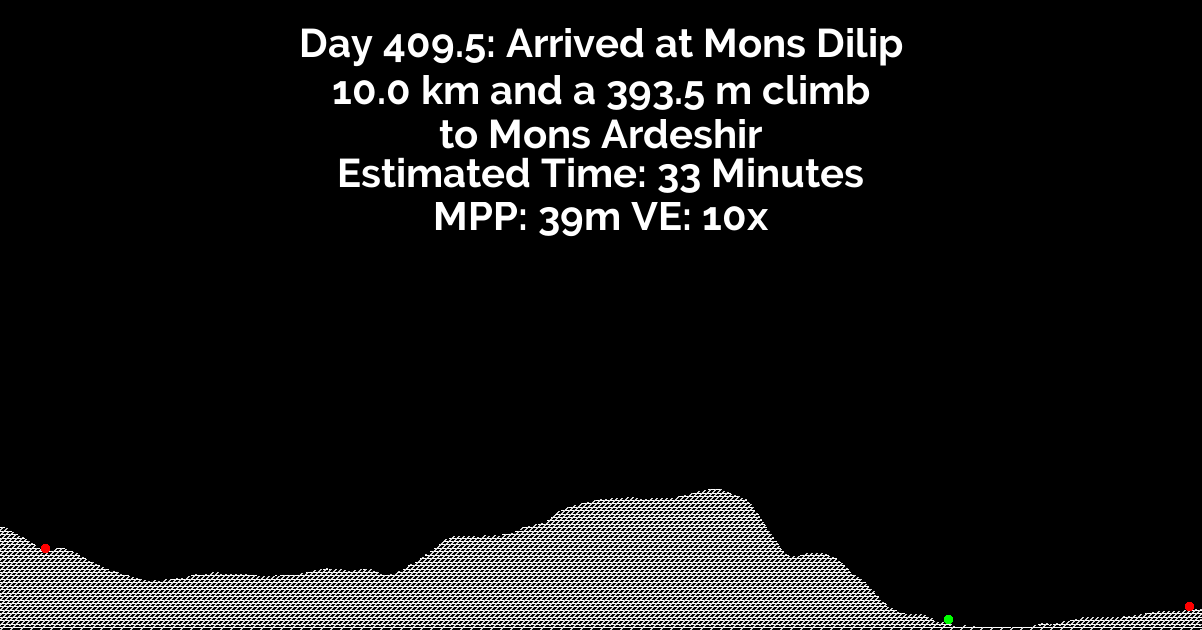 Day 409.5: Arrived at Mons Dilip
10.0 km and a 393.5 m climb
to Mons Ardeshir
Estimated Time: 33 Minutes
MPP: 39m VE: 10x